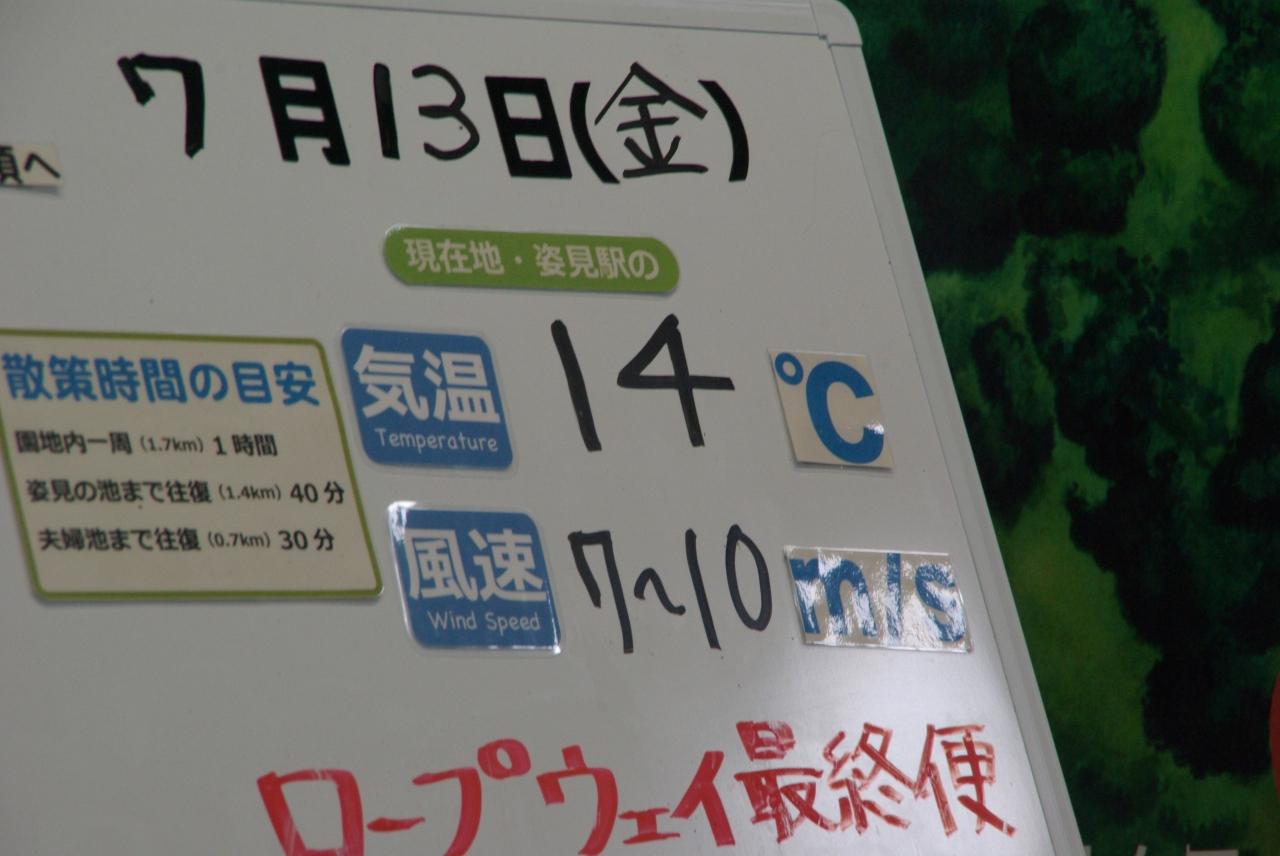 7月13日(金)
頂へ
現在地・姿見駅の
気温 14 ℃
Temperature
風速 7~10 m/s
Wind Speed
散策時間の目安
園地内一周 (1.7km) 1時間
姿見の池まで往復 (1.4km) 40分
夫婦池まで往復 (0.7km) 30分
ロープウェイ最終便